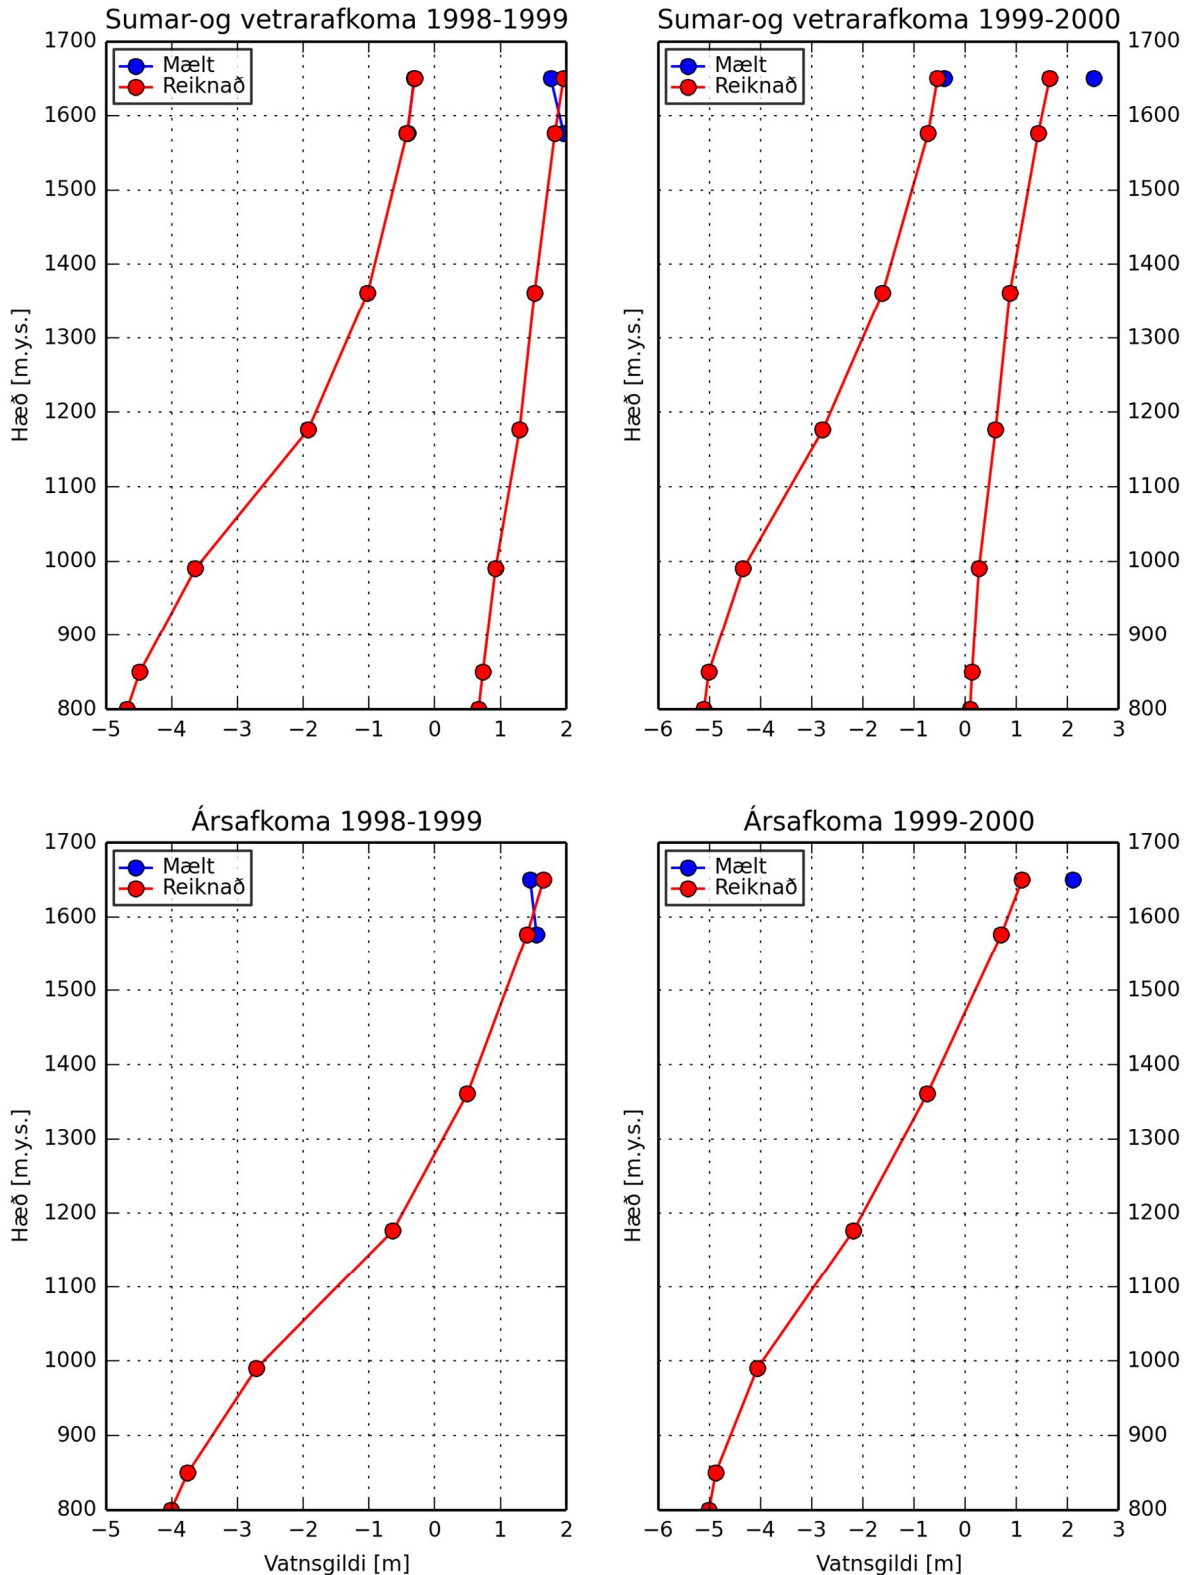 Sumar-og vetrarafkoma 1998-1999
Mælt
Reiknað
Hæð [m.y.s.]
1700
1600
1500
1400
1300
1200
1100
1000
900
800
−5 −4 −3 −2 −1 0 1 2
Sumar-og vetrarafkoma 1999-2000
Mælt
Reiknað
Hæð [m.y.s.]
1700
1600
1500
1400
1300
1200
1100
1000
900
800
−6 −5 −4 −3 −2 −1 0 1 2 3
Ársafkoma 1998-1999
Mælt
Reiknað
Hæð [m.y.s.]
1700
1600
1500
1400
1300
1200
1100
1000
900
800
−5 −4 −3 −2 −1 0 1 2
Vatnsgildi [m]
Ársafkoma 1999-2000
Mælt
Reiknað
Hæð [m.y.s.]
1700
1600
1500
1400
1300
1200
1100
1000
900
800
−6 −5 −4 −3 −2 −1 0 1 2 3
Vatnsgildi [m]